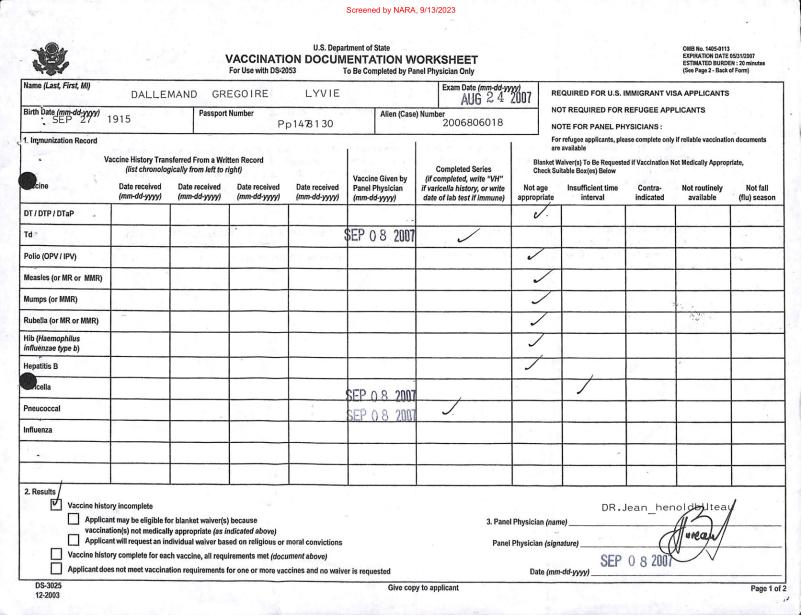 Screened by NARA, 9/13/2023
U.S. Department of State
VACCINATION DOCUMENTATION WORKSHEET
For Use with DS-2053 To Be Completed by Panel Physician Only
OMB No. 1405-0113
EXPIRATION DATE 05/31/2007
ESTIMATED BURDEN : 20 minutes
(See Page 2 - Back of Form)
Name (Last, First, MI)
DALLEMAND GREGOIRE LYVIE
Exam Date (mm-dd-yyyy)
AUG 24 2007
Birth Date (mm-dd-yyyy)
SEP 27 1915
Passport Number
Alien (Case) Number
2006806018
REQUIRED FOR U.S. IMMIGRANT VISA APPLICANTS
NOT REQUIRED FOR REFUGEE APPLICANTS
NOTE FOR PANEL PHYSICIANS :
For refugee applicants, please complete only if reliable vaccination documents
are available
1. Immunization Record
Vaccine History Transferred From a Written Record
(list chronologically from left to right)
Vaccine Given by
Panel Physician
(mm-dd-yyyy)
Completed Series
(if completed, write "VH"
if varicella history, or write
date of lab test if immune)
Blanket Waiver(s) To Be Requested if Vaccination Not Medically Appropriate,
Check Suitable Box(es) Below
cine
Date received
(mm-dd-yyyy)
Date received
(mm-dd-yyyy)
Date received
(mm-dd-yyyy)
Date received
(mm-dd-yyyy)
Not age
appropriate
Insufficient time
interval
Contra-
indicated
Not routinely
available
Not fall
(flu) season
DT / DTP / DTaP ✓
Td SEP 08 2007 ✓
Polio (OPV / IPV) ✓
Measles (or MR or MMR) ✓
Mumps (or MMR) ✓
Rubella (or MR or MMR) ✓
Hib (Haemophilus
influenzae type b) ✓
Hepatitis B ✓
icella SEP 08 2007 ✓
Pneucoccal SEP 08 2007 ✓
Influenza
2. Results
✓ Vaccine history incomplete
Applicant may be eligible for blanket waiver(s) because
vaccination(s) not medically appropriate (as indicated above)
Applicant will request an individual waiver based on religious or moral convictions
Vaccine history complete for each vaccine, all requirements met (document above)
Applicant does not meet vaccination requirements for one or more vaccines and no waiver is requested
DR.Jean
3. Panel Physician (name)
Panel Physician (signature)
SEP 08 2007
Date (mm-dd-yyyy)
DS-3025
12-2003
Give copy to applicant
Page 1 of 2